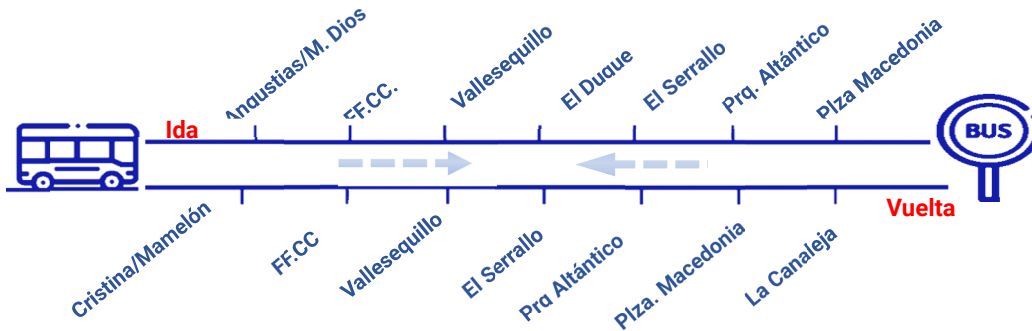 Angustias/M. Dios
FF.CC.
Vallesequillo
El Duque
El Serrallo
Prq. Altántico
Plza Macedonia
Ida
BUS
Vuelta
Cristina/Mamelón
FF.CC
Vallesequillo
El Serrallo
Prq Altántico
Plza. Macedonia
La Canaleja